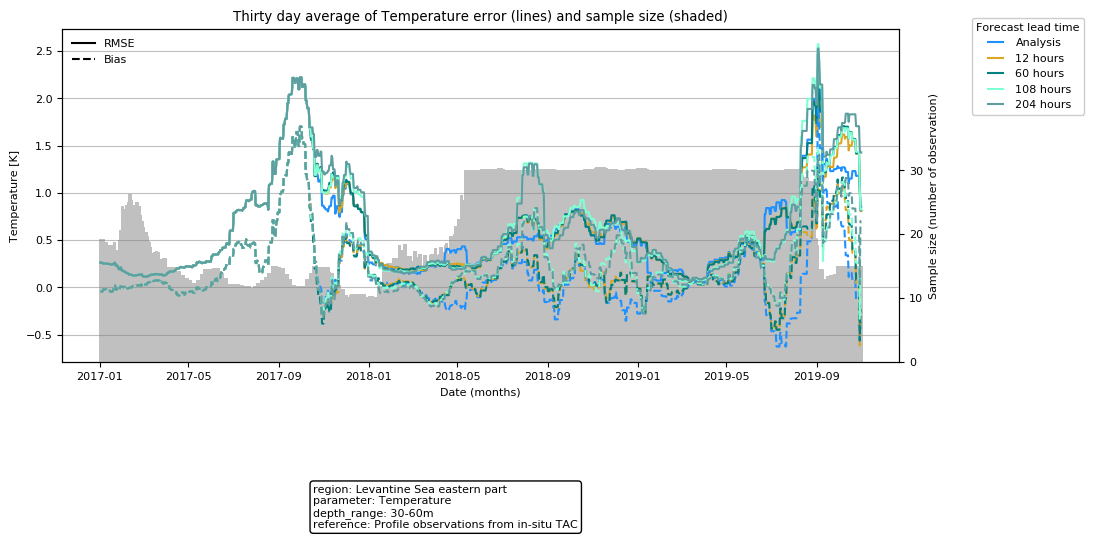 Thirty day average of Temperature error (lines) and sample size (shaded)
RMSE
Bias
2.5
2.0
1.5
1.0
0.5
0.0
−0.5
Temperature [K]
30
20
10
0
Sample size (number of observation)
2017-01 2017-05 2017-09 2018-01 2018-05 2018-09 2019-01 2019-05 2019-09
Date (months)
Forecast lead time
Analysis
12 hours
60 hours
108 hours
204 hours
region: Levantine Sea eastern part
parameter: Temperature
depth_range: 30-60m
reference: Profile observations from in-situ TAC